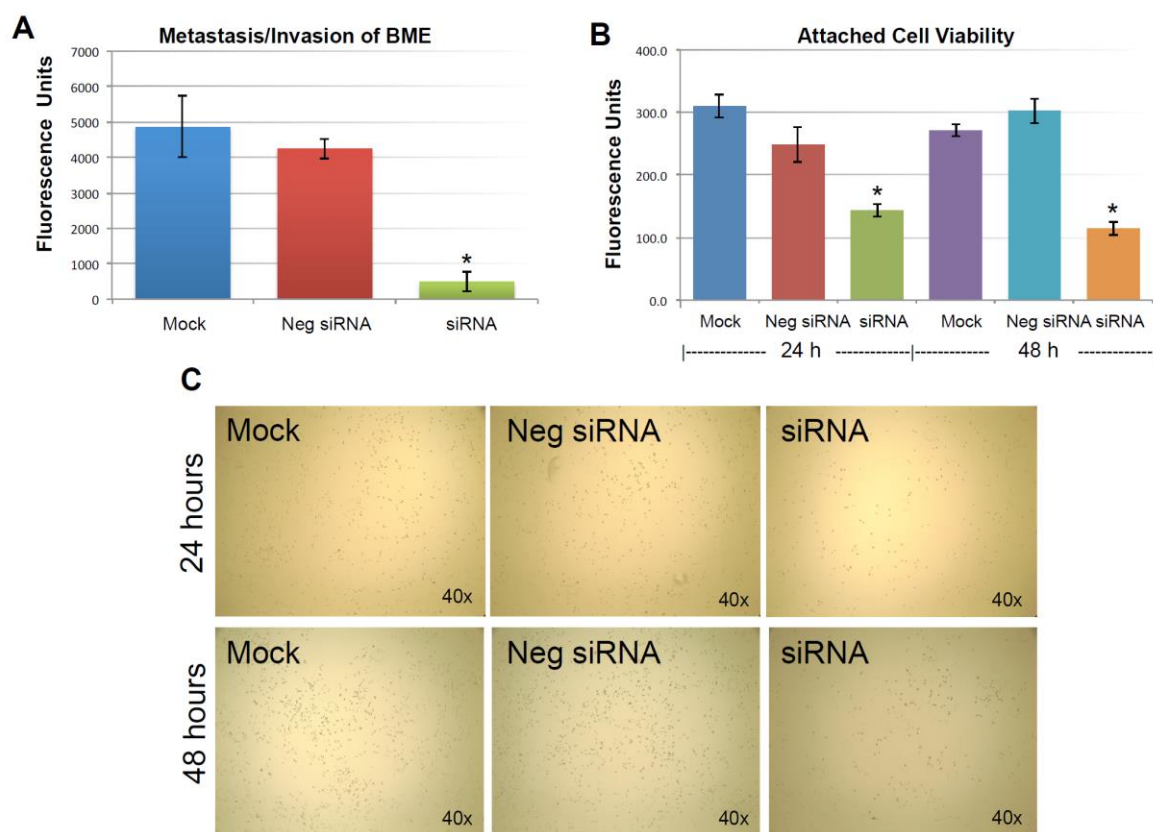 A
Metastasis/Invasion of BME
Fluorescence Units
7000
6000
5000
4000
3000
2000
1000
0
*
Mock Neg siRNA siRNA
B
Attached Cell Viability
Fluorescence Units
400.0
300.0
200.0
100.0
0.0
* *
Mock Neg siRNA siRNA Mock Neg siRNA siRNA
|------------- 24 h -------------|------------- 48 h -------------
C
24 hours
Mock Neg siRNA siRNA
40x 40x 40x
48 hours
Mock Neg siRNA siRNA
40x 40x 40x